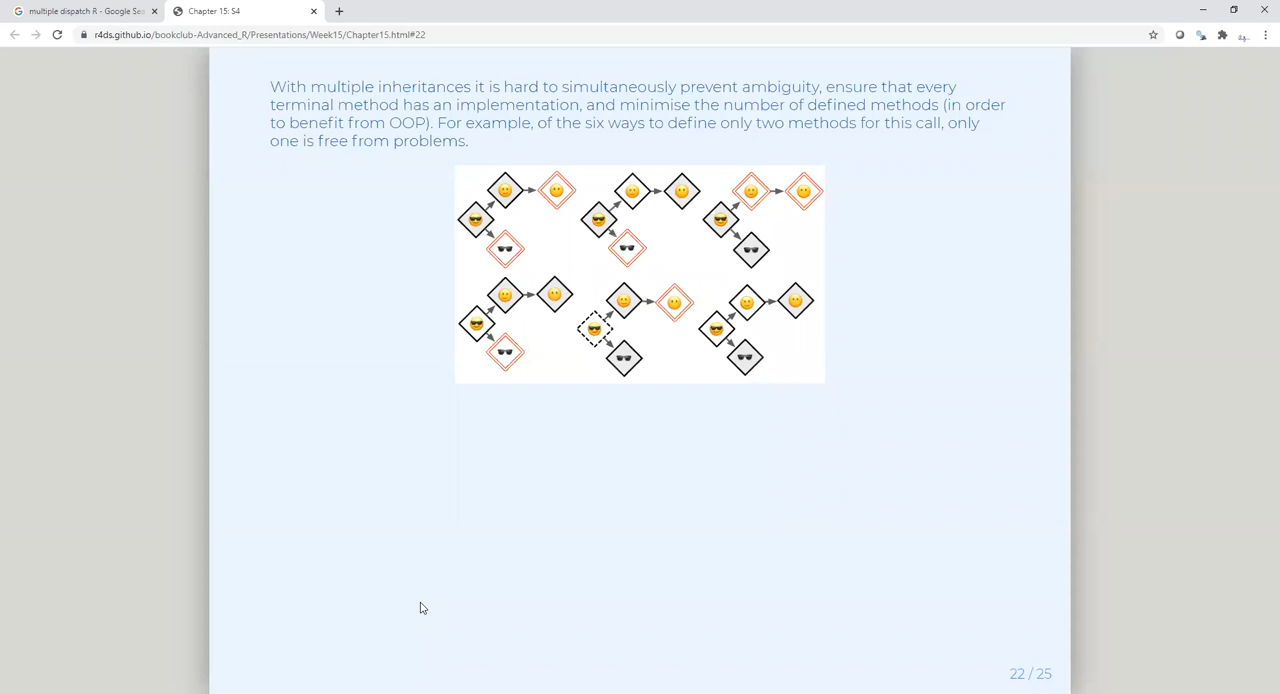 multiple dispatch R - Google Sea
Chapter 15: S4
r4ds.github.io/bookclub-Advanced_R/Presentations/Week15/Chapter15.html#22
With multiple inheritances it is hard to simultaneously prevent ambiguity, ensure that every
terminal method has an implementation, and minimise the number of defined methods (in order
to benefit from OOP). For example, of the six ways to define only two methods for this call, only
one is free from problems.
22 / 25